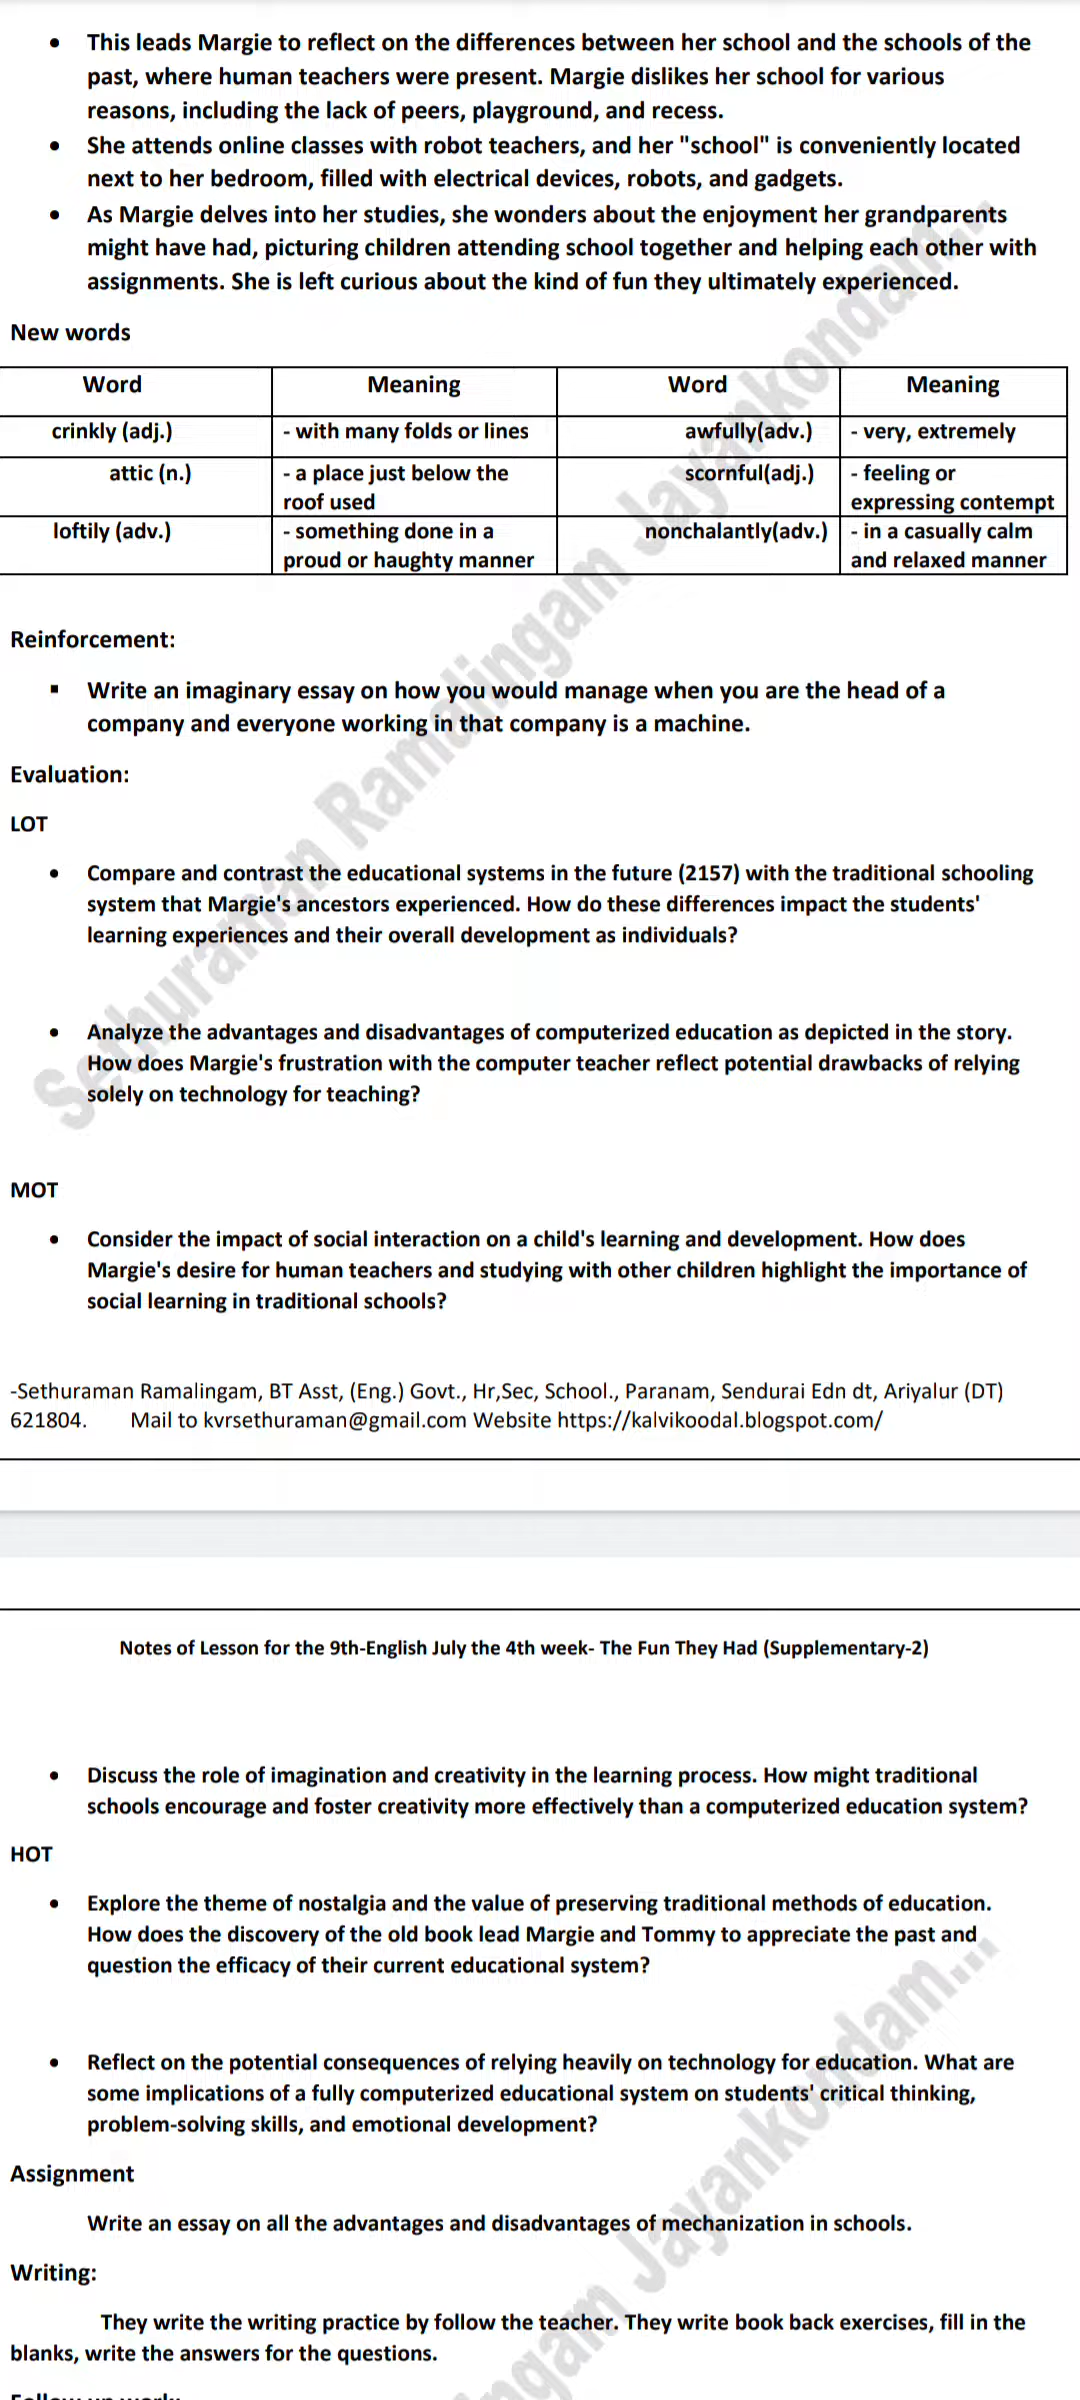 • This leads Margie to reflect on the differences between her school and the schools of the
past, where human teachers were present. Margie dislikes her school for various
reasons, including the lack of peers, playground, and recess.
• She attends online classes with robot teachers, and her "school" is conveniently located
next to her bedroom, filled with electrical devices, robots, and gadgets.
• As Margie delves into her studies, she wonders about the enjoyment her grandparents
might have had, picturing children attending school together and helping each other with
assignments. She is left curious about the kind of fun they ultimately experienced.
New words
Word Meaning Word Meaning
crinkly (adj.) - with many folds or lines awfully(adv.) - very, extremely
attic (n.) - a place just below the roof used scornful(adj.) - feeling or expressing contempt
loftily (adv.) - something done in a proud or haughty manner nonchalantly(adv.) - in a casually calm and relaxed manner
Reinforcement:
▪ Write an imaginary essay on how you would manage when you are the head of a
company and everyone working in that company is a machine.
Evaluation:
LOT
• Compare and contrast the educational systems in the future (2157) with the traditional schooling
system that Margie's ancestors experienced. How do these differences impact the students'
learning experiences and their overall development as individuals?
• Analyze the advantages and disadvantages of computerized education as depicted in the story.
How does Margie's frustration with the computer teacher reflect potential drawbacks of relying
solely on technology for teaching?
MOT
• Consider the impact of social interaction on a child's learning and development. How does
Margie's desire for human teachers and studying with other children highlight the importance of
social learning in traditional schools?
-Sethuraman Ramalingam, BT Asst, (Eng.) Govt., Hr,Sec, School., Paranam, Sendurai Edn dt, Ariyalur (DT)
621804. Mail to kvrsethuraman@gmail.com Website https://kalvikoodal.blogspot.com/
Sethuraman Ramalingam Jayankondam...
Notes of Lesson for the 9th-English July the 4th week- The Fun They Had (Supplementary-2)
• Discuss the role of imagination and creativity in the learning process. How might traditional
schools encourage and foster creativity more effectively than a computerized education system?
HOT
• Explore the theme of nostalgia and the value of preserving traditional methods of education.
How does the discovery of the old book lead Margie and Tommy to appreciate the past and
question the efficacy of their current educational system?
• Reflect on the potential consequences of relying heavily on technology for education. What are
some implications of a fully computerized educational system on students' critical thinking,
problem-solving skills, and emotional development?
Assignment
Write an essay on all the advantages and disadvantages of mechanization in schools.
Writing:
They write the writing practice by follow the teacher. They write book back exercises, fill in the
blanks, write the answers for the questions.
ngam Jayankondam...